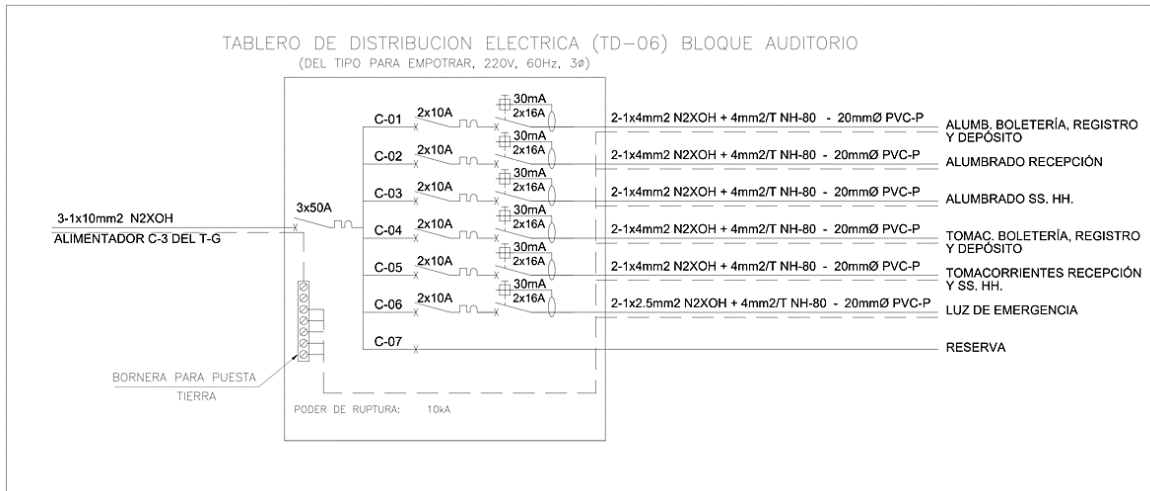 TABLERO DE DISTRIBUCION ELECTRICA (TD-06) BLOQUE AUDITORIO
(DEL TIPO PARA EMPOTRAR, 220V, 60Hz, 3ø)
30mA
C-01 2x10A 2x16A 2-1x4mm2 N2XOH + 4mm2/T NH-80 - 20mmØ PVC-P ALUMB. BOLETERÍA, REGISTRO
Y DEPÓSITO
30mA
C-02 2x10A 2x16A 2-1x4mm2 N2XOH + 4mm2/T NH-80 - 20mmØ PVC-P ALUMBRADO RECEPCIÓN
30mA
C-03 2x10A 2x16A 2-1x4mm2 N2XOH + 4mm2/T NH-80 - 20mmØ PVC-P ALUMBRADO SS. HH.
3x50A
3-1x10mm2 N2XOH
ALIMENTADOR C-3 DEL T-G
30mA
C-04 2x10A 2x16A 2-1x4mm2 N2XOH + 4mm2/T NH-80 - 20mmØ PVC-P TOMAC. BOLETERÍA, REGISTRO
Y DEPÓSITO
30mA
C-05 2x10A 2x16A 2-1x4mm2 N2XOH + 4mm2/T NH-80 - 20mmØ PVC-P TOMACORRIENTES RECEPCIÓN
Y SS. HH.
30mA
C-06 2x10A 2x16A 2-1x2.5mm2 N2XOH + 4mm2/T NH-80 - 20mmØ PVC-P LUZ DE EMERGENCIA
C-07 RESERVA
BORNERA PARA PUESTA
TIERRA
PODER DE RUPTURA: 10kA